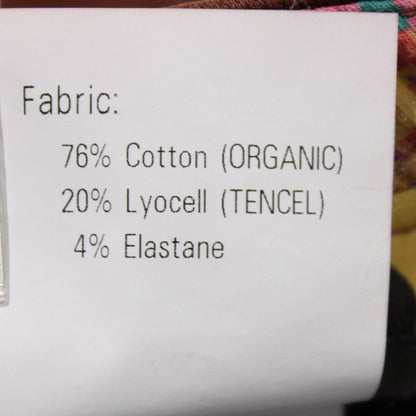 Fabric:
76% Cotton (ORGANIC)
20% Lyocell (TENCEL)
4% Elastane